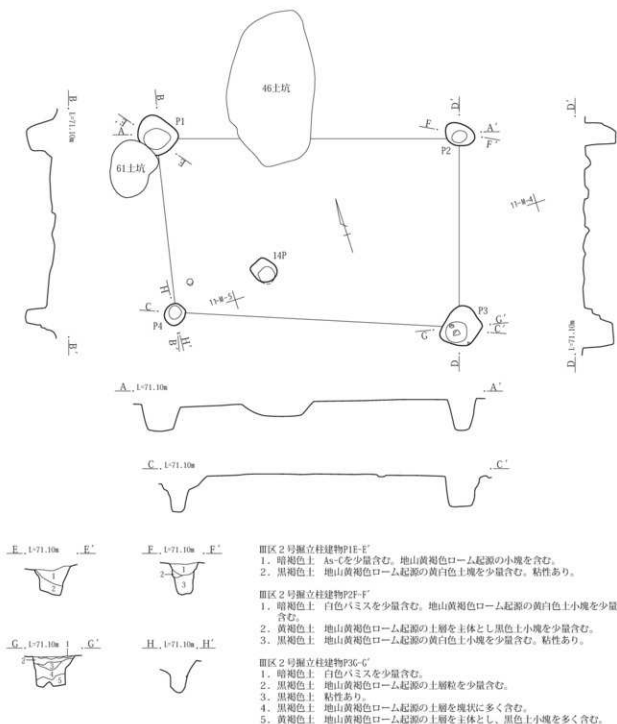 46土坑
B
B'
L=71.10m
P1
E
E'
A
61土坑
D'
F
A'
F'
P2
11-M-4
14P
11-M-5
H
C
P4
H'
B'
P3
G'
C'
G
D
B L=71.10m
B'
D'
D L=71.10m
A L=71.10m A'
C L=71.10m C'
E L=71.10m E'
1
2
F L=71.10m F'
1
2
3
G L=71.10m 1 G'
2
3
4
5
H L=71.10m H'
Ⅲ区2号掘立柱建物P1E-E'
1. 暗褐色土 As-Cを少量含む。地山黄褐色ローム起源の小塊を含む。
2. 黒褐色土 地山黄褐色ローム起源の黄白色土塊を少量含む。粘性あり。
Ⅲ区2号掘立柱建物P2F-F'
1. 暗褐色土 白色パミスを少量含む。地山黄褐色ローム起源の黄白色土小塊を少量
含む。
2. 黄褐色土 地山黄褐色ローム起源の土層を主体とし黒色土小塊を少量含む。
3. 黒褐色土 地山黄褐色ローム起源の黄白色土小塊を少量含む。粘性あり。
Ⅲ区2号掘立柱建物P3G-G'
1. 暗褐色土 白色パミスを少量含む。
2. 黒褐色土 地山黄褐色ローム起源の土層粒を少量含む。
3. 黒褐色土 粘性あり。
4. 黒褐色土 地山黄褐色ローム起源の土層を塊状に多く含む。
5. 黄褐色土 地山黄褐色ローム起源の土層を主体とし、黒色土小塊を多く含む。